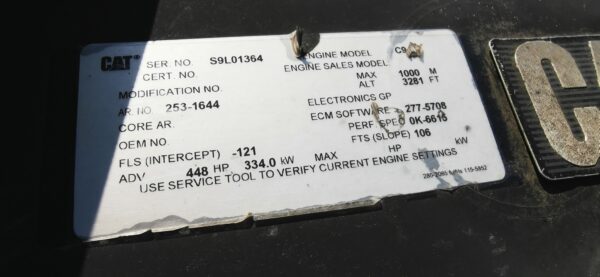 CAT SER. NO. S9L01364 ENGINE MODEL C9
CERT. NO. ENGINE SALES MODEL
MODIFICATION NO. MAX ALT 1000 M 3281 FT
AR. NO. 253-1644 ELECTRONICS GP
CORE AR. ECM SOFTWARE 277-5708
OEM NO. PERF SPEC 0K-6616
FLS (INTERCEPT) -121 FTS (SLOPE) 106
ADV 448 HP 334.0 kW MAX HP kW
USE SERVICE TOOL TO VERIFY CURRENT ENGINE SETTINGS
115-5852
C